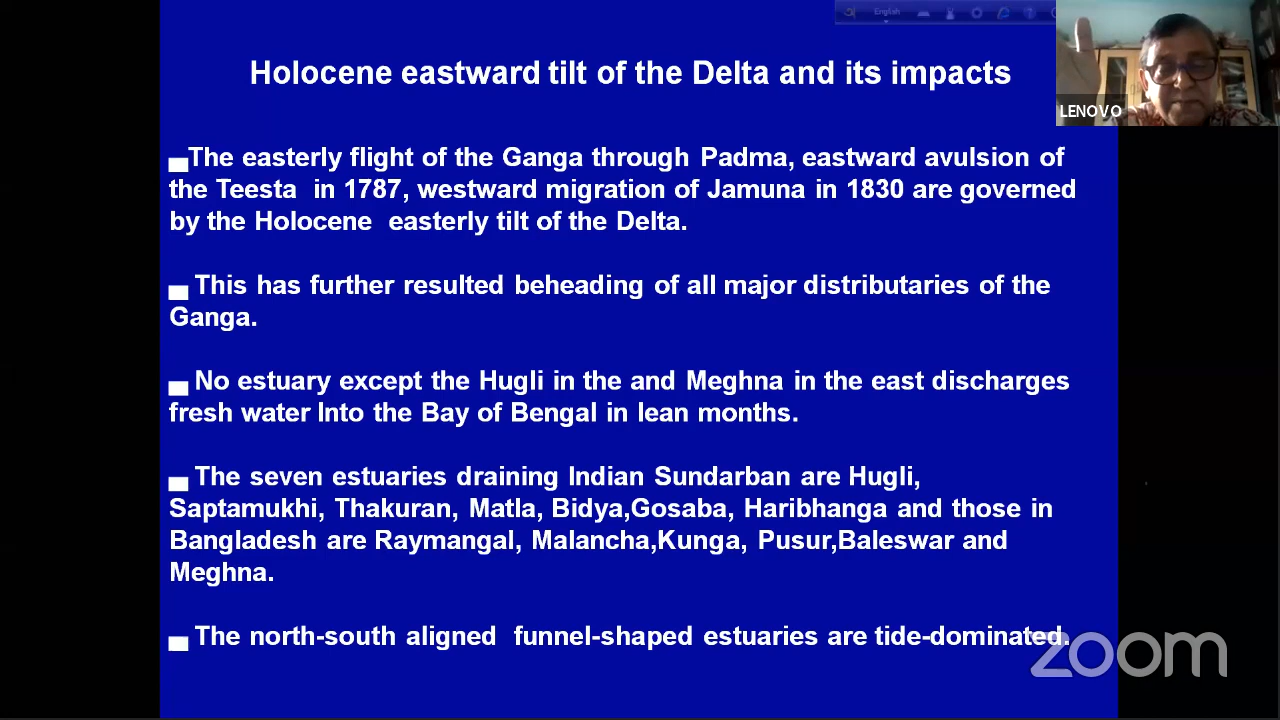 English
Holocene eastward tilt of the Delta and its impacts
LENOVO
The easterly flight of the Ganga through Padma, eastward avulsion of
the Teesta in 1787, westward migration of Jamuna in 1830 are governed
by the Holocene easterly tilt of the Delta.
This has further resulted beheading of all major distributaries of the
Ganga.
No estuary except the Hugli in the and Meghna in the east discharges
fresh water Into the Bay of Bengal in lean months.
The seven estuaries draining Indian Sundarban are Hugli,
Saptamukhi, Thakuran, Matla, Bidya,Gosaba, Haribhanga and those in
Bangladesh are Raymangal, Malancha,Kunga, Pusur,Baleswar and
Meghna.
The north-south aligned funnel-shaped estuaries are tide-dominated.
zoom